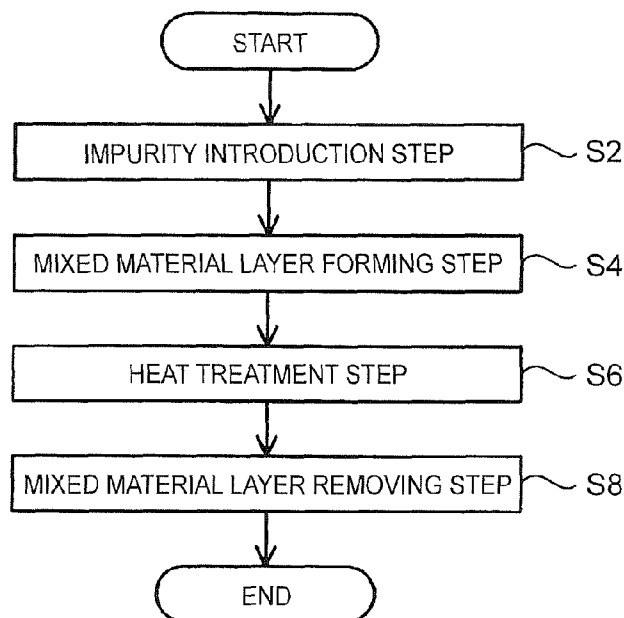 START
IMPURITY INTRODUCTION STEP S2
MIXED MATERIAL LAYER FORMING STEP S4
HEAT TREATMENT STEP S6
MIXED MATERIAL LAYER REMOVING STEP S8
END